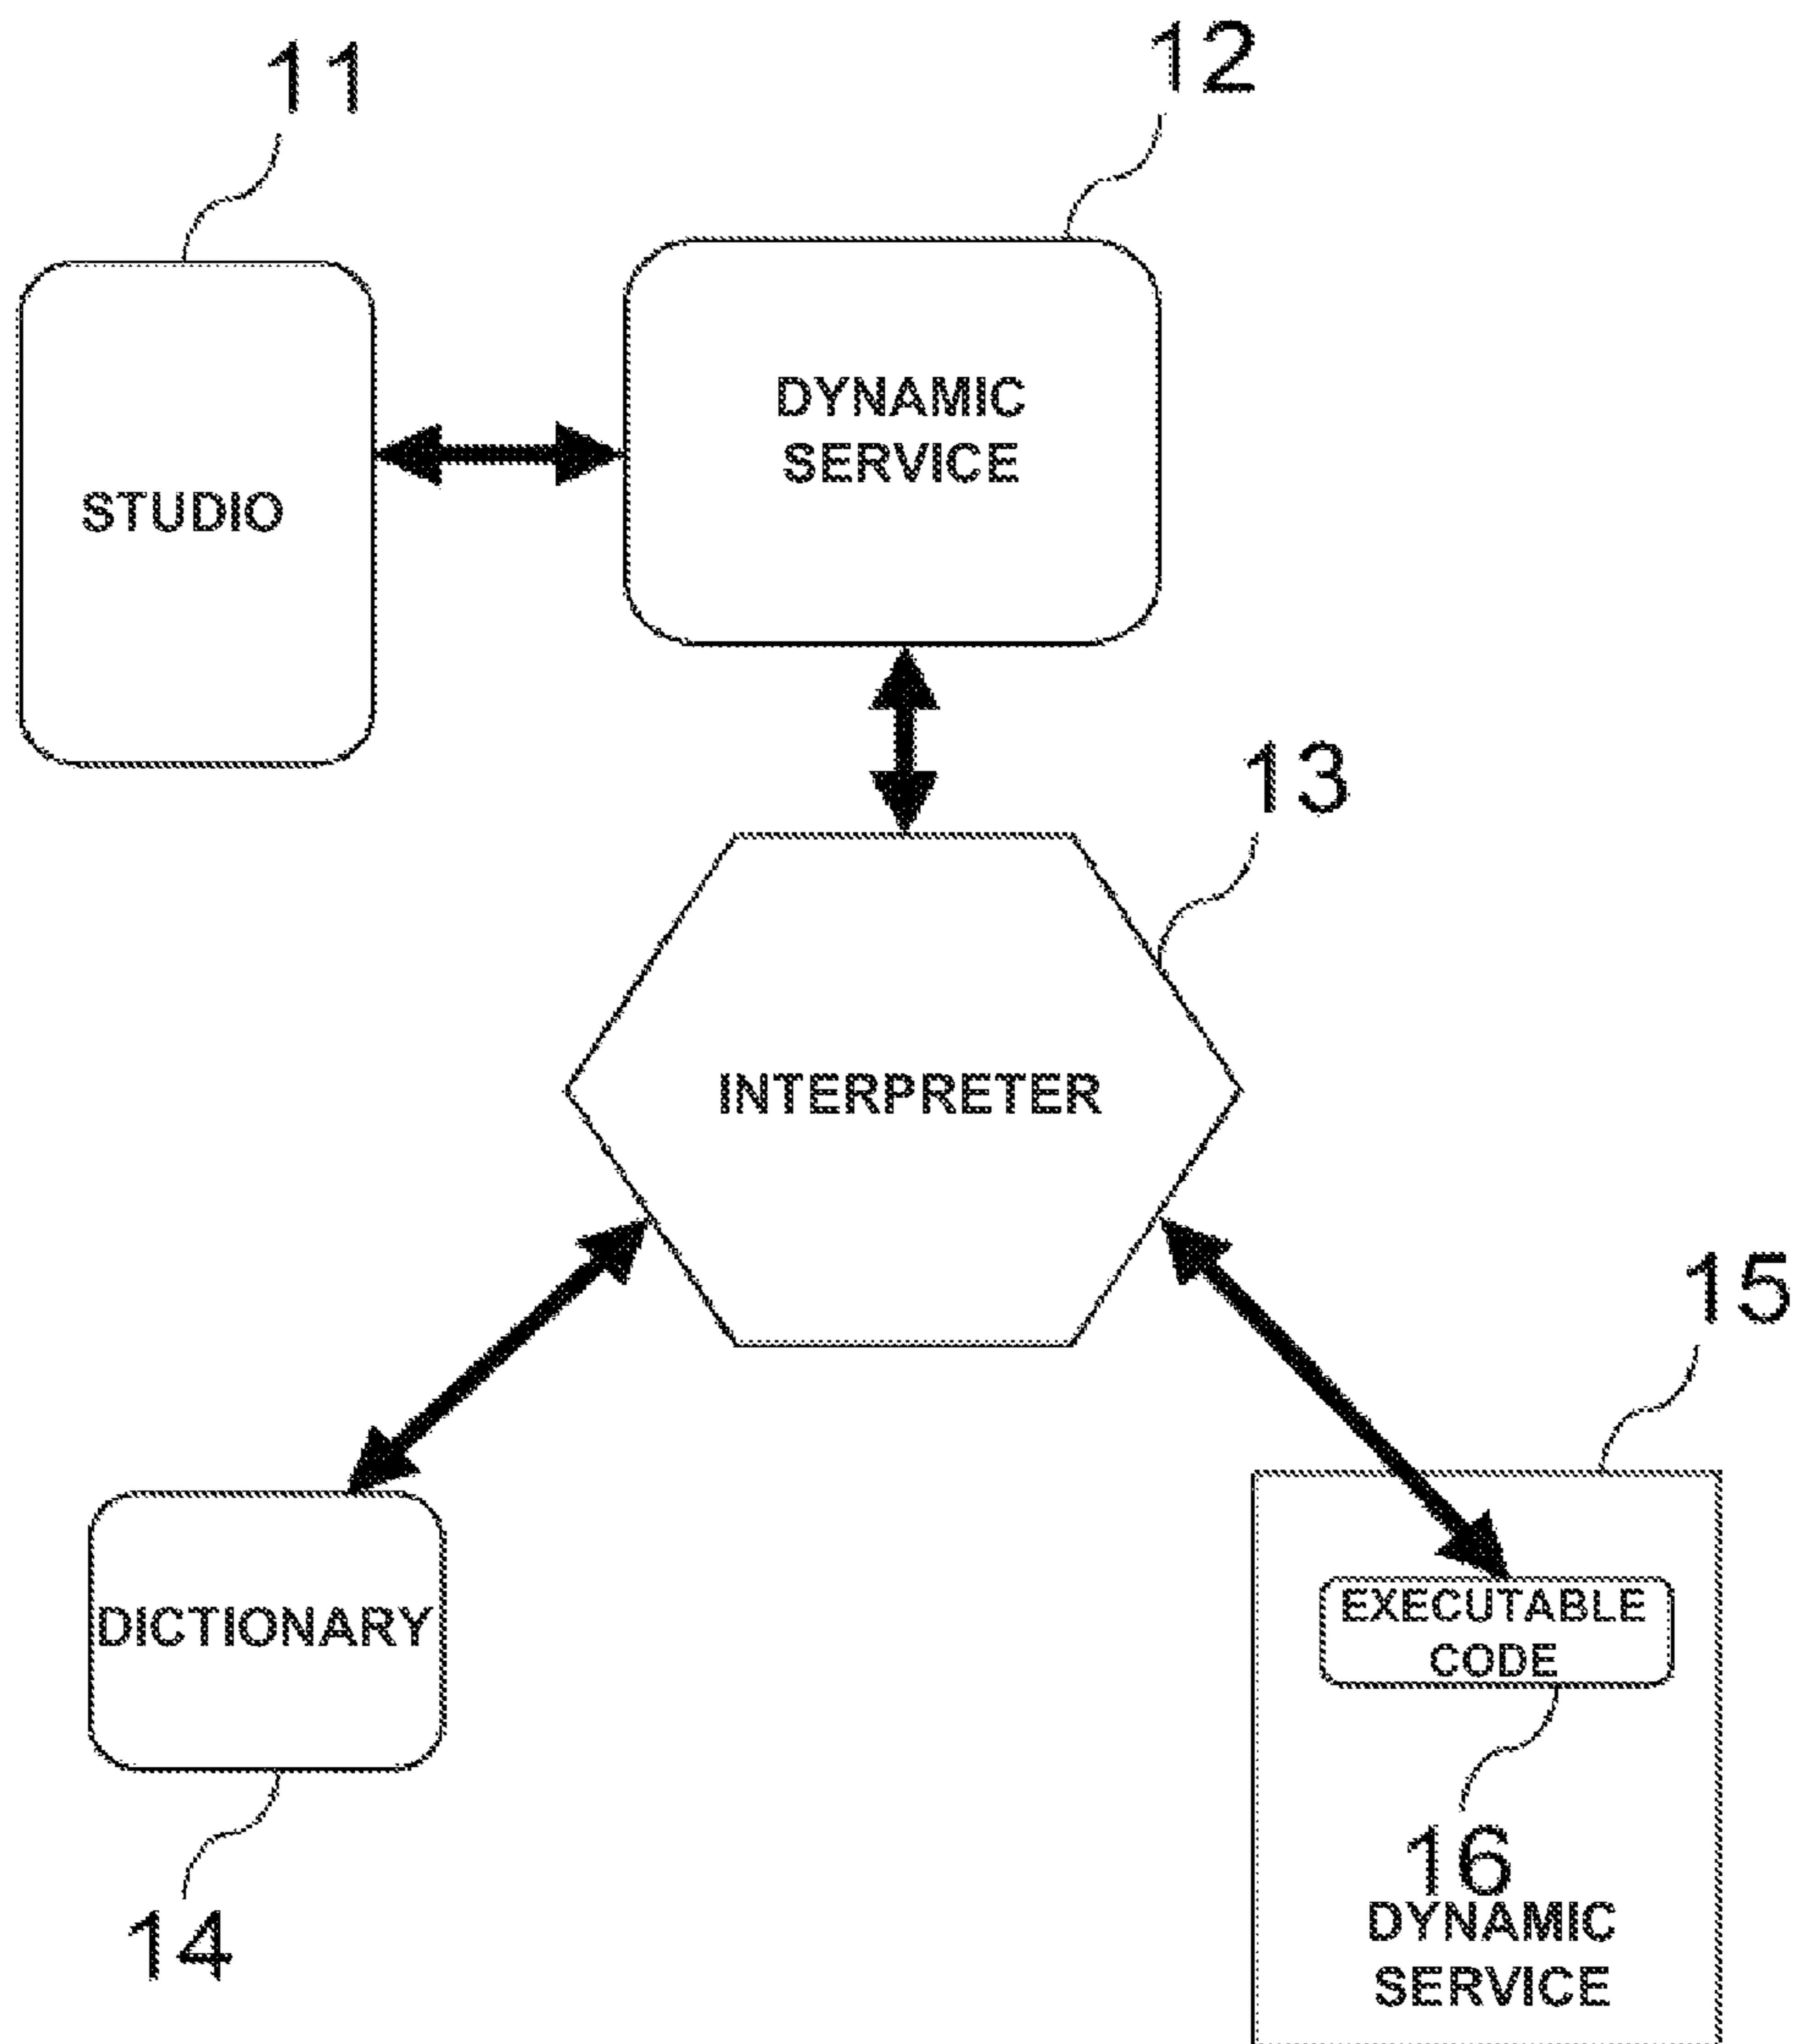 11
12
STUDIO
DYNAMIC
SERVICE
13
INTERPRETER
14
DICTIONARY
15
EXECUTABLE
CODE
16
DYNAMIC
SERVICE